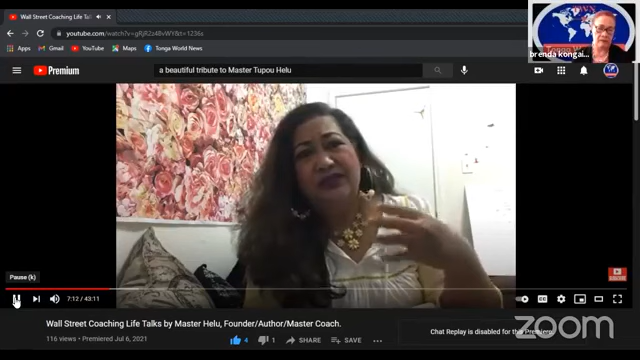 Wall Street Coaching Life Talks
youtube.com/watch?v=gRjR2t4BvWY&t=1236s
Apps
Gmail
YouTube
Maps
Tonga World News
brenda kongai...
Premium
a beautiful tribute to Master Tupou Helu
Pause (k)
7:12 / 43:11
SUBSCRIBE
Wall Street Coaching Life Talks by Master Helu, Founder/Author/Master Coach.
116 views • Premiered Jul 6, 2021
4
1
SHARE
SAVE
Chat Replay is disabled for this Premiere.
zoom